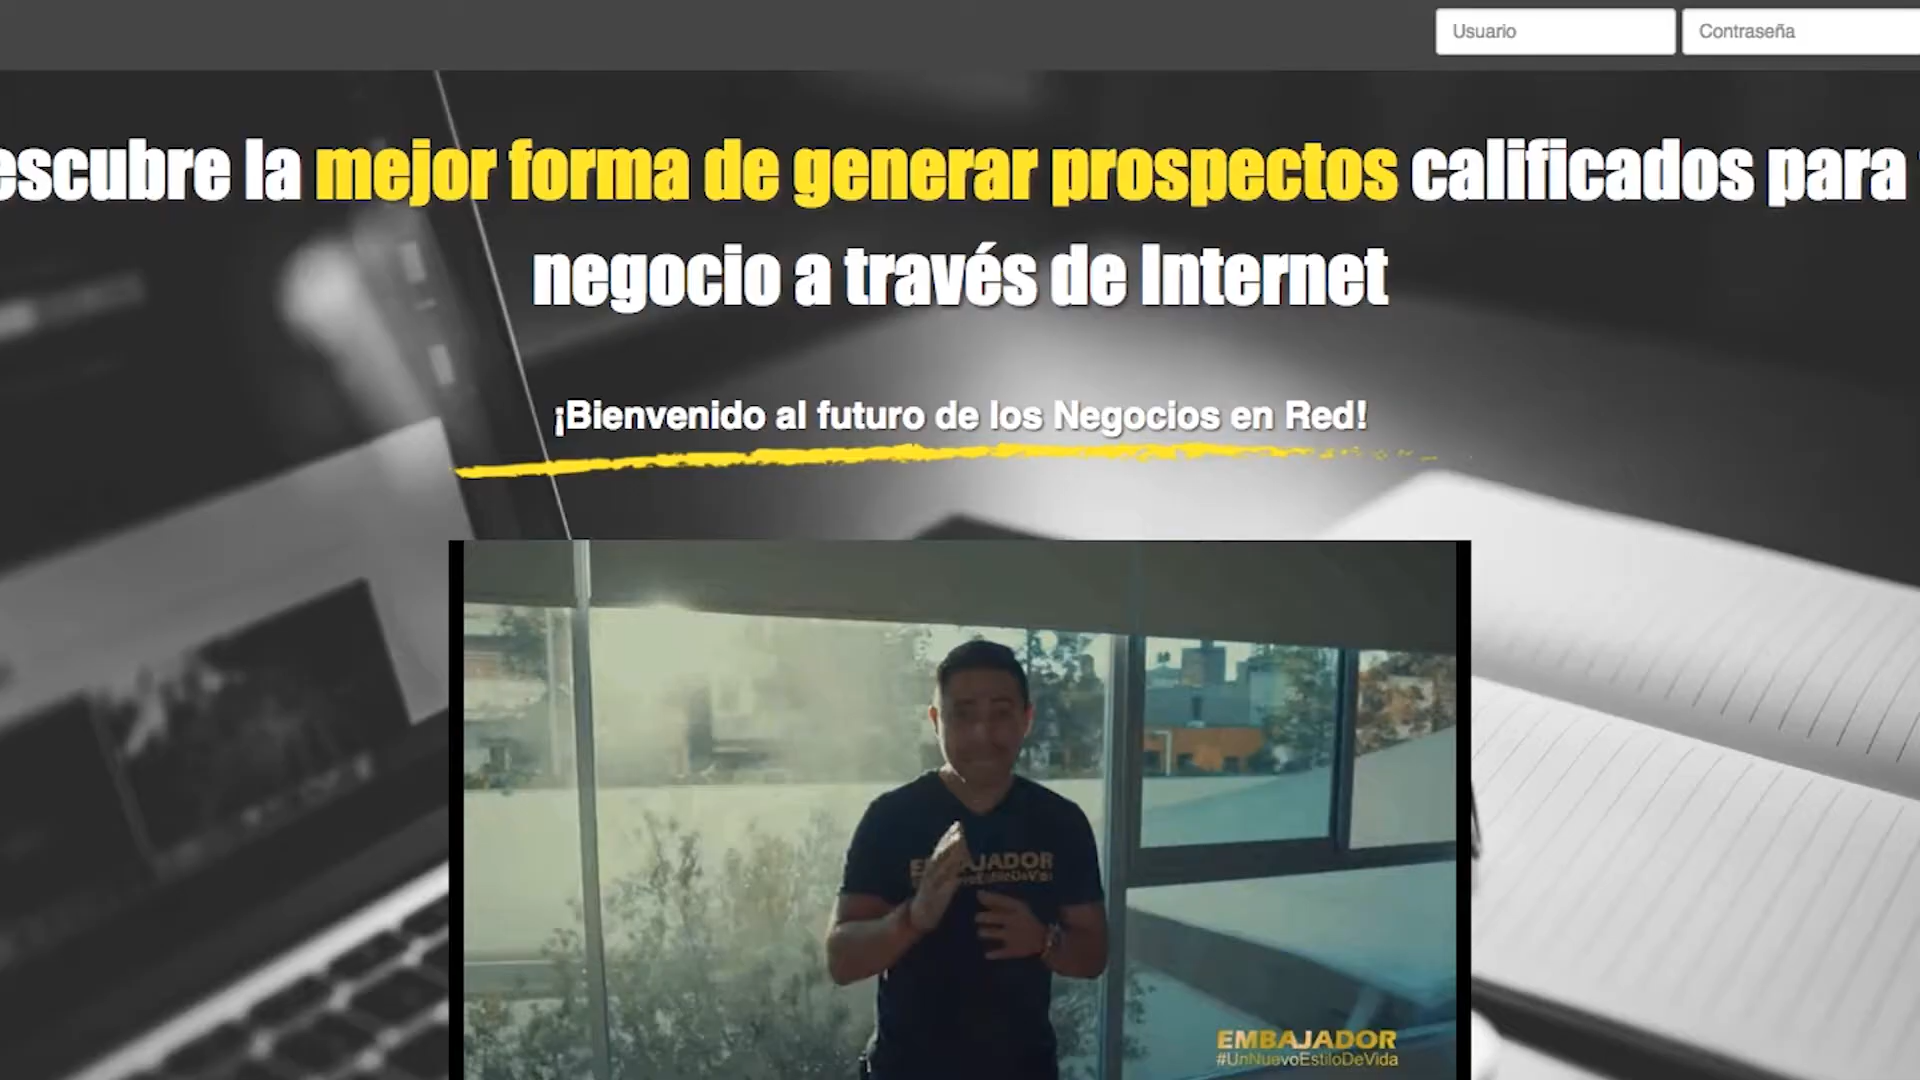 Usuario Contraseña
escubre la mejor forma de generar prospectos calificados para
negocio a través de Internet
¡Bienvenido al futuro de los Negocios en Red!
EMBAJADOR
#UnNuevoEstiloDeVida